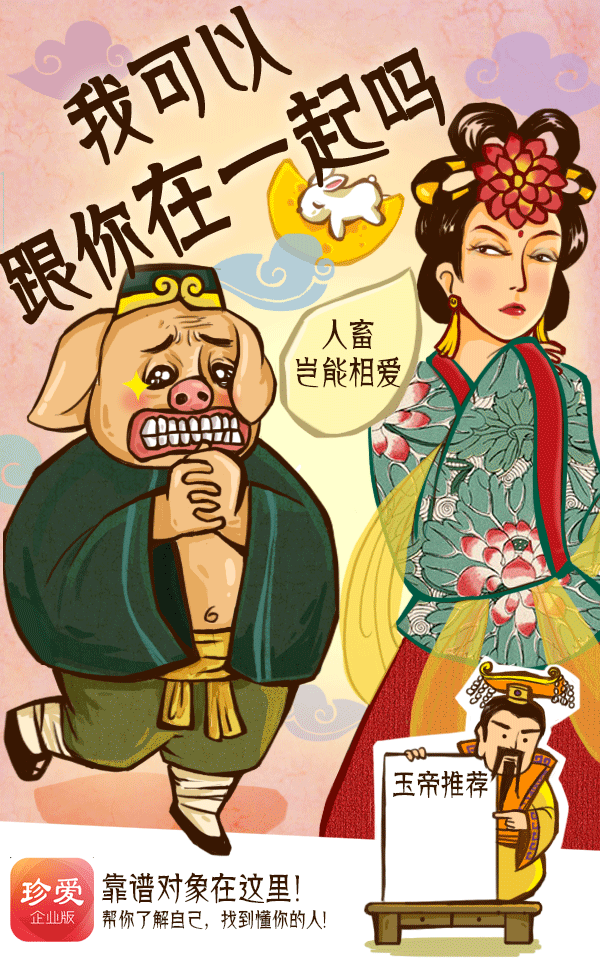 我可以
跟你在一起吗
人畜
岂能相爱
玉帝推荐
珍爱
企业版
靠谱对象在这里！
帮你了解自己，找到懂你的人！